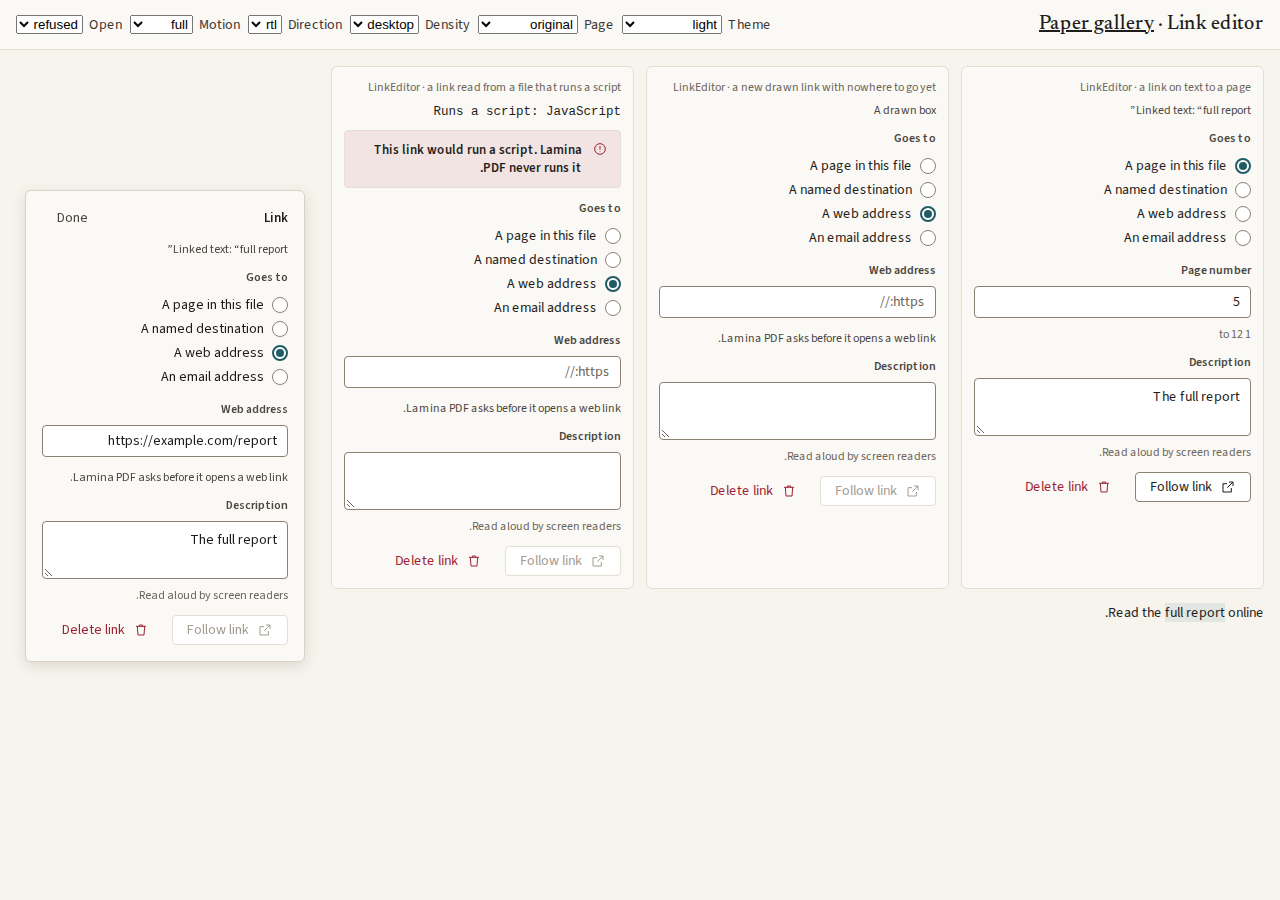 Paper gallery · Link editor
Theme light
Page original
Density desktop
Direction rtl
Motion full
Open refused
LinkEditor · a link on text to a page
Linked text: “full report”
Goes to
A page in this file
A named destination
A web address
An email address
Page number
5
1 to 12
Description
The full report
Read aloud by screen readers.
Follow link
Delete link
LinkEditor · a new drawn link with nowhere to go yet
A drawn box
Goes to
A page in this file
A named destination
A web address
An email address
Web address
https://
Lamina PDF asks before it opens a web link.
Description
Read aloud by screen readers.
Follow link
Delete link
LinkEditor · a link read from a file that runs a script
Runs a script: JavaScript
This link would run a script. Lamina
PDF never runs it.
Goes to
A page in this file
A named destination
A web address
An email address
Web address
https://
Lamina PDF asks before it opens a web link.
Description
Read aloud by screen readers.
Follow link
Delete link
Read the full report online.
Link
Done
Linked text: “full report”
Goes to
A page in this file
A named destination
A web address
An email address
Web address
https://example.com/report
Lamina PDF asks before it opens a web link.
Description
The full report
Read aloud by screen readers.
Follow link
Delete link